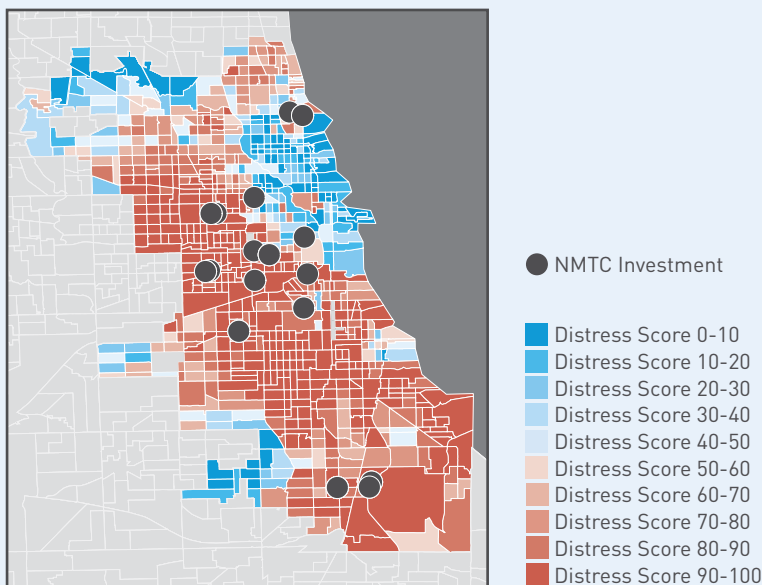 NMTC Investment
Distress Score 0-10
Distress Score 10-20
Distress Score 20-30
Distress Score 30-40
Distress Score 40-50
Distress Score 50-60
Distress Score 60-70
Distress Score 70-80
Distress Score 80-90
Distress Score 90-100